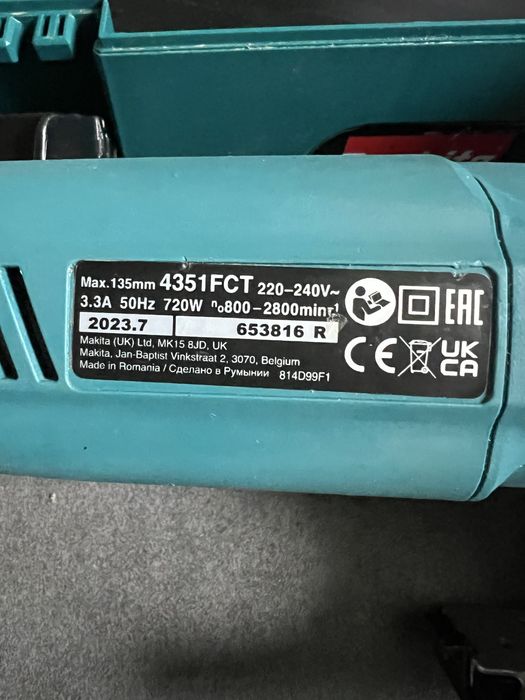 Max.135mm 4351FCT 220-240V~
3.3A 50Hz 720W n₀800-2800min⁻¹
2023.7 653816 R
Makita (UK) Ltd, MK15 8JD, UK
Makita, Jan-Baptist Vinkstraat 2, 3070, Belgium
Made in Romania / Сделано в Румынии 814D99F1
EAC
CE
UK
CA